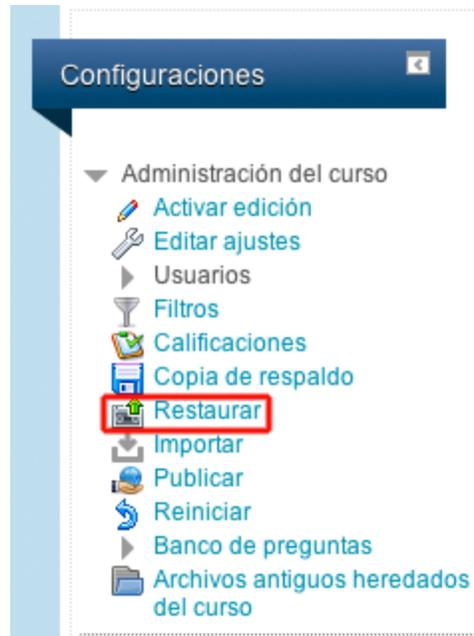 Configuraciones
Administración del curso
Activar edición
Editar ajustes
Usuarios
Filtros
Calificaciones
Copia de respaldo
Restaurar
Importar
Publicar
Reiniciar
Banco de preguntas
Archivos antiguos heredados
del curso